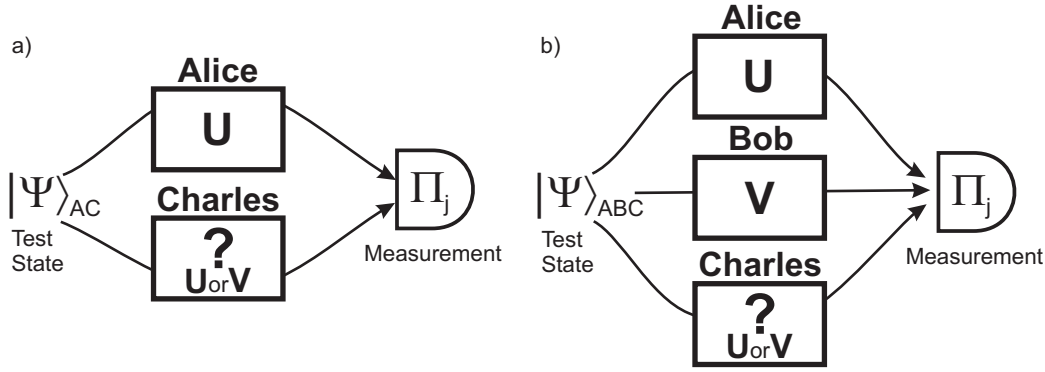 a)
Alice
U
Charles
?
UorV
|Ψ⟩AC
Test
State
Πj
Measurement
b)
Alice
U
Bob
V
Charles
?
UorV
|Ψ⟩ABC
Test
State
Πj
Measurement